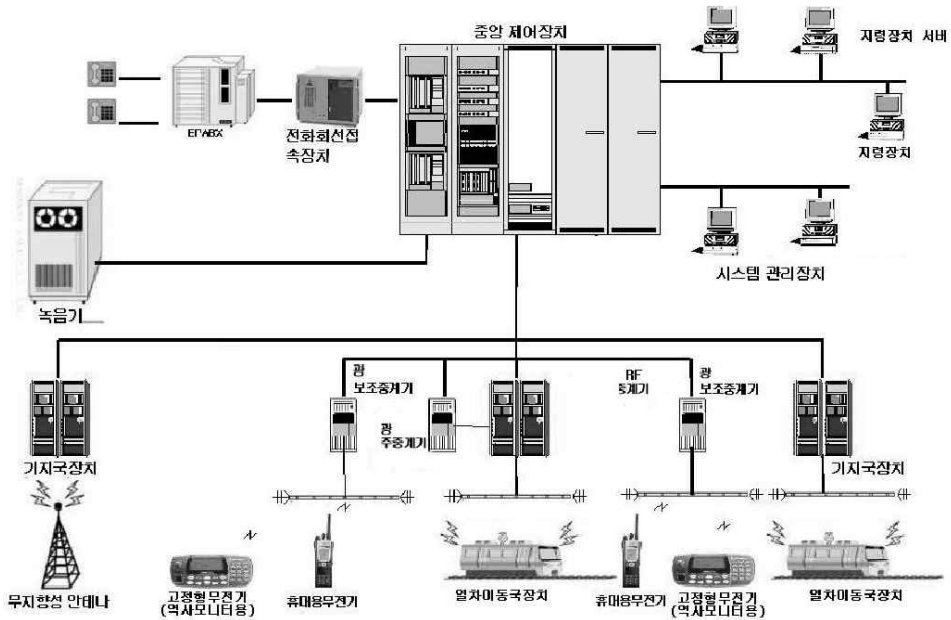 중앙 제어장치
지령장치 서버
EPABX
전화회선접
속장치
지령장치
시스템 관리장치
녹음기
광
보조중계기
RF
중계기
광
보조중계기
광
주중계기
기지국장치
기지국장치
무지향성 안테나
고정형무전기
(역사모니터용)
휴대용무전기
열차이동국장치
휴대용무전기
고정형무전기
(역사모니터용)
열차이동국장치